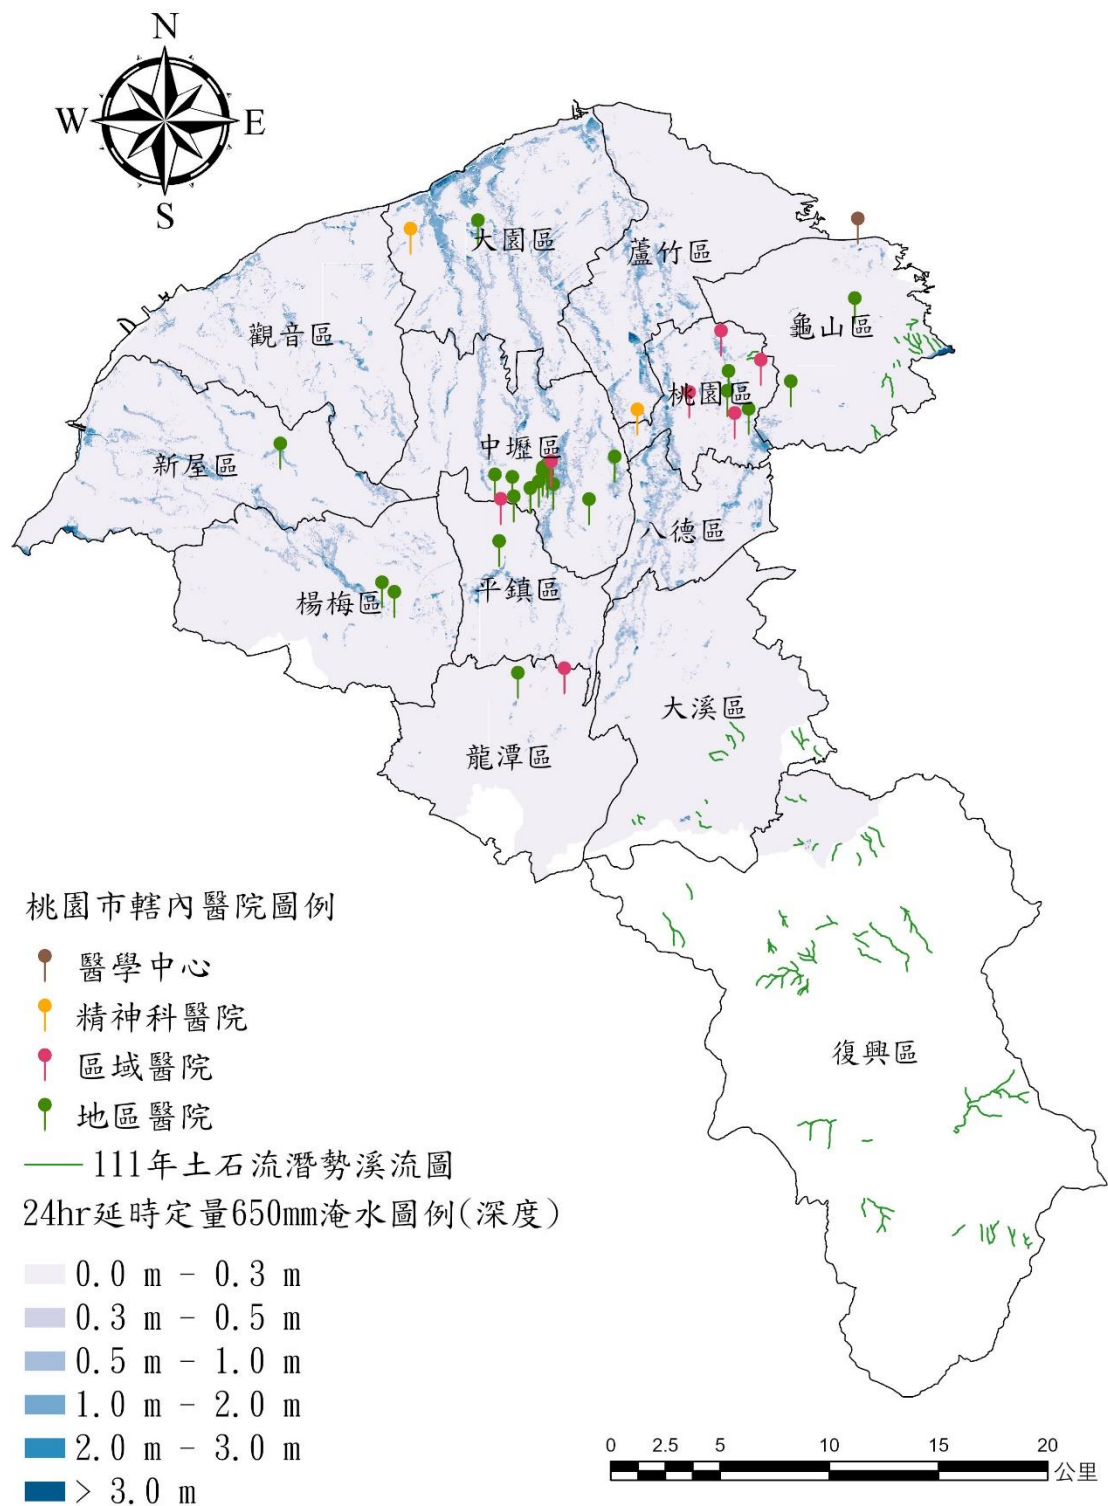 N
W
E
S
大園區
蘆竹區
觀音區
龜山區
桃園區
中壢區
新屋區
八德區
楊梅區
平鎮區
大溪區
龍潭區
復興區
桃園市轄內醫院圖例
醫學中心
精神科醫院
區域醫院
地區醫院
111年土石流潛勢溪流圖
24hr延時定量650mm淹水圖例(深度)
0.0 m - 0.3 m
0.3 m - 0.5 m
0.5 m - 1.0 m
1.0 m - 2.0 m
2.0 m - 3.0 m
> 3.0 m
0 2.5 5 10 15 20
公里